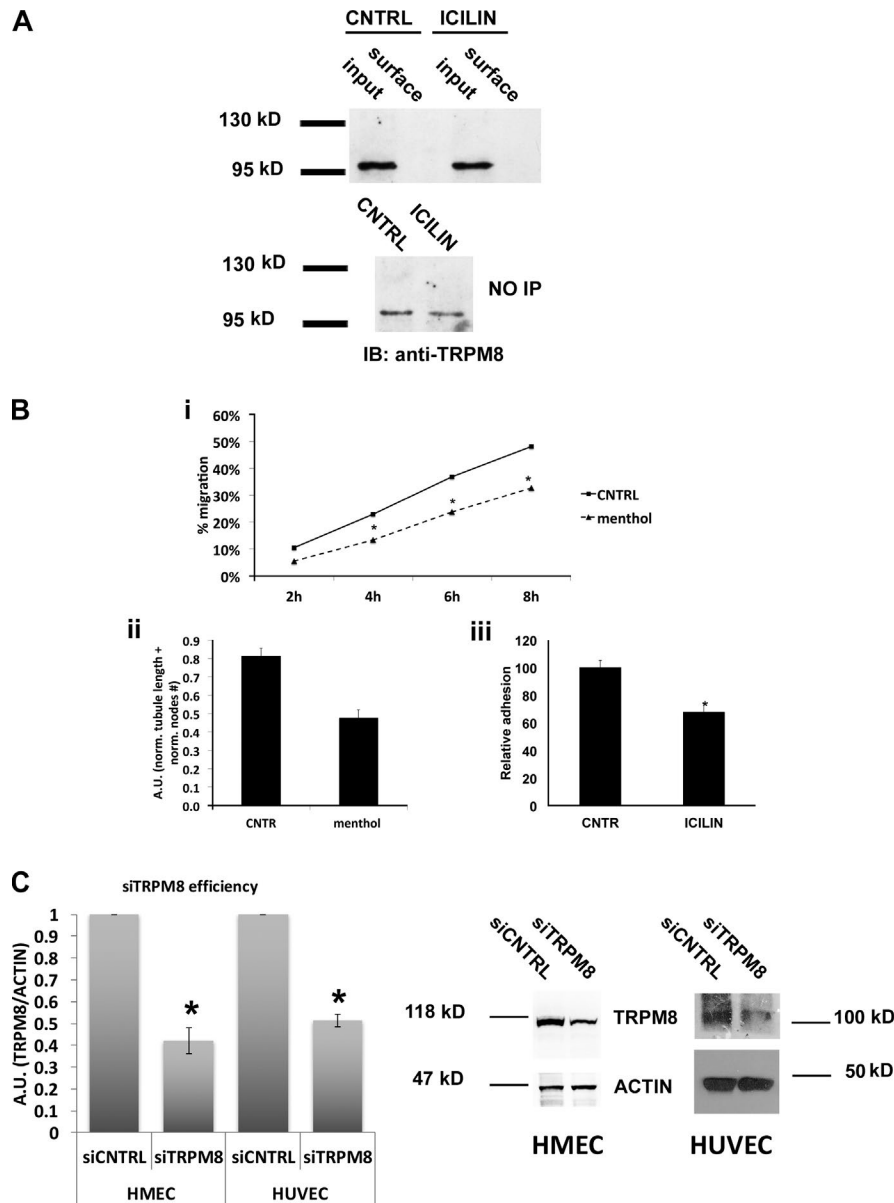 A
CNTRL ICILIN
input surface input surface
130 kD
95 kD
CNTRL ICILIN
130 kD
95 kD
NO IP
IB: anti-TRPM8
B
i
60%
50%
40%
30%
20%
10%
0%
% migration
* * *
2h 4h 6h 8h
CNTRL
menthol
ii
0.9
0.8
0.7
0.6
0.5
0.4
0.3
0.2
0.1
0.0
A.U. (norm. tubule length +
norm. nodes #)
CNTR menthol
iii
120
100
80
60
40
20
0
Relative adhesion
*
CNTR ICILIN
C
siTRPM8 efficiency
1
0.9
0.8
0.7
0.6
0.5
0.4
0.3
0.2
0.1
0
A.U. (TRPM8/ACTIN)
* *
siCNTRL siTRPM8 siCNTRL siTRPM8
HMEC HUVEC
siCNTRL siTRPM8
118 kD
47 kD
TRPM8
ACTIN
HMEC
siCNTRL siTRPM8
100 kD
50 kD
HUVEC